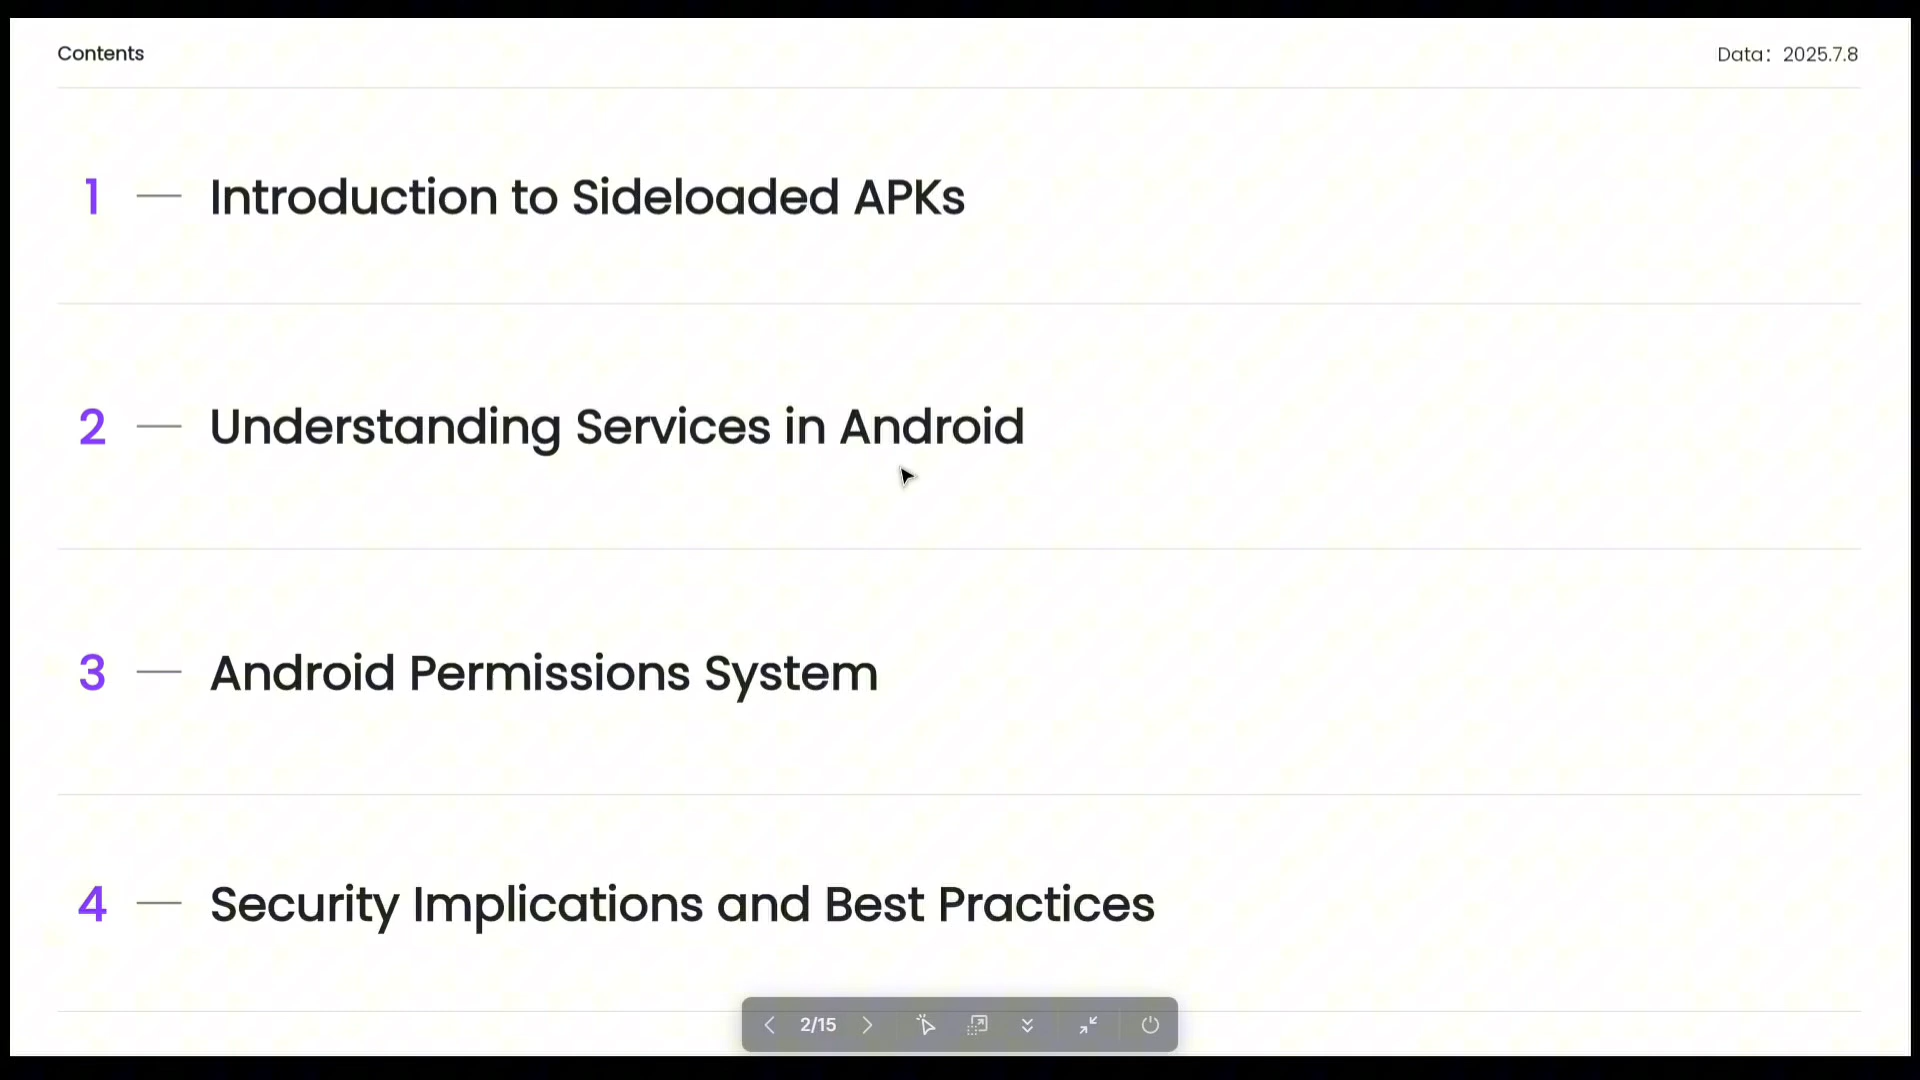 Contents
Data: 2025.7.8
1 — Introduction to Sideloaded APKs
2 — Understanding Services in Android
3 — Android Permissions System
4 — Security Implications and Best Practices
2/15